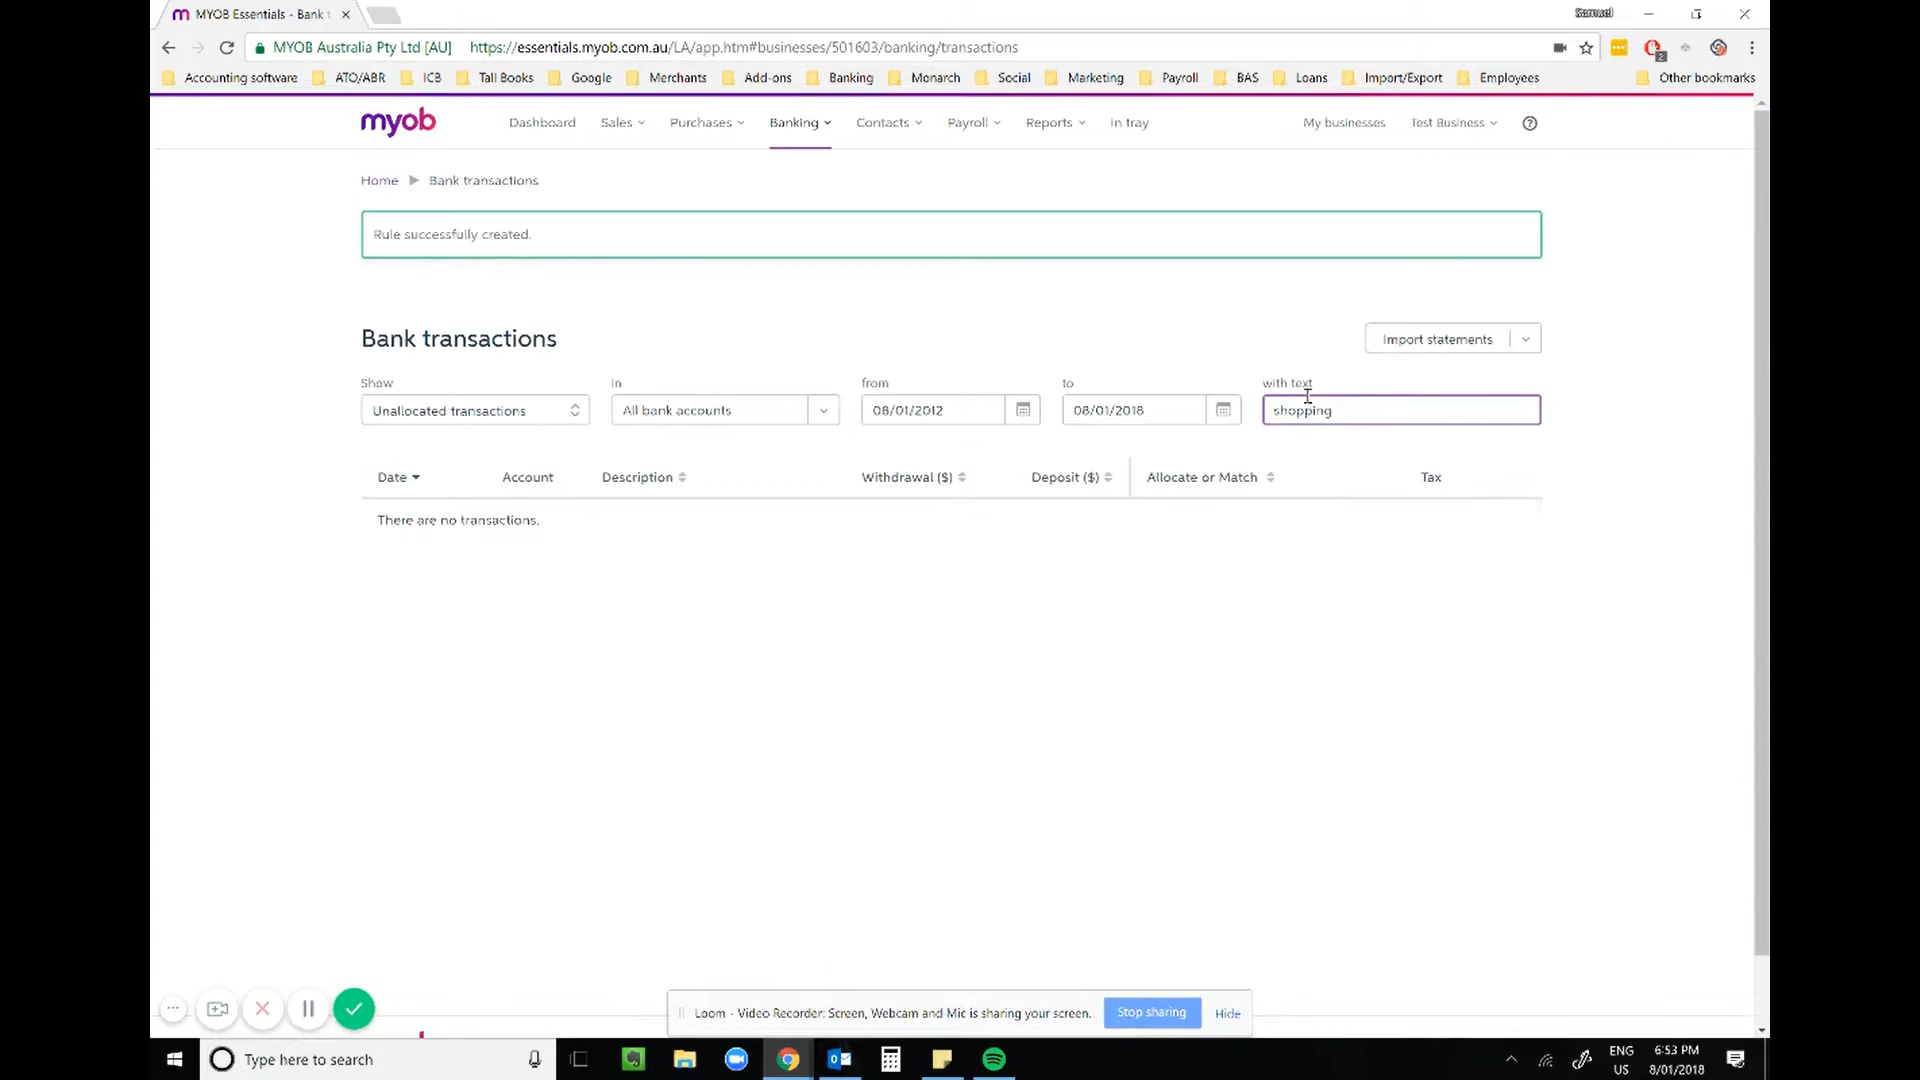 MYOB Essentials - Bank t
Samuel
MYOB Australia Pty Ltd [AU] https://essentials.myob.com.au/LA/app.htm#businesses/501603/banking/transactions
2
Accounting software ATO/ABR ICB Tall Books Google Merchants Add-ons Banking Monarch Social Marketing Payroll BAS Loans Import/Export Employees Other bookmarks
myob Dashboard Sales Purchases Banking Contacts Payroll Reports In tray My businesses Test Business ?
Home Bank transactions
Rule successfully created.
Bank transactions Import statements
Show in from to with text
Unallocated transactions All bank accounts 08/01/2012 08/01/2018 shopping
Date Account Description Withdrawal ($) Deposit ($) Allocate or Match Tax
There are no transactions.
Loom - Video Recorder: Screen, Webcam and Mic is sharing your screen. Stop sharing Hide
Type here to search
ENG 6:53 PM
US 8/01/2018